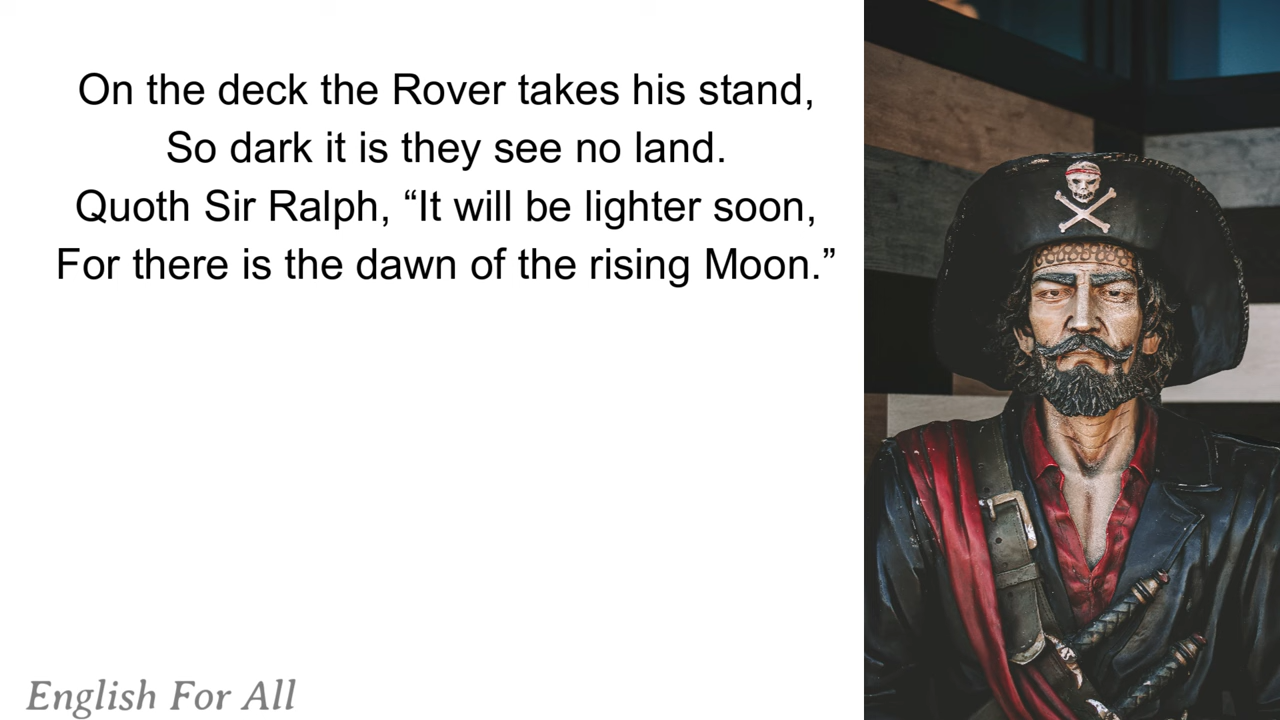 On the deck the Rover takes his stand,
So dark it is they see no land.
Quoth Sir Ralph, “It will be lighter soon,
For there is the dawn of the rising Moon.”
English For All